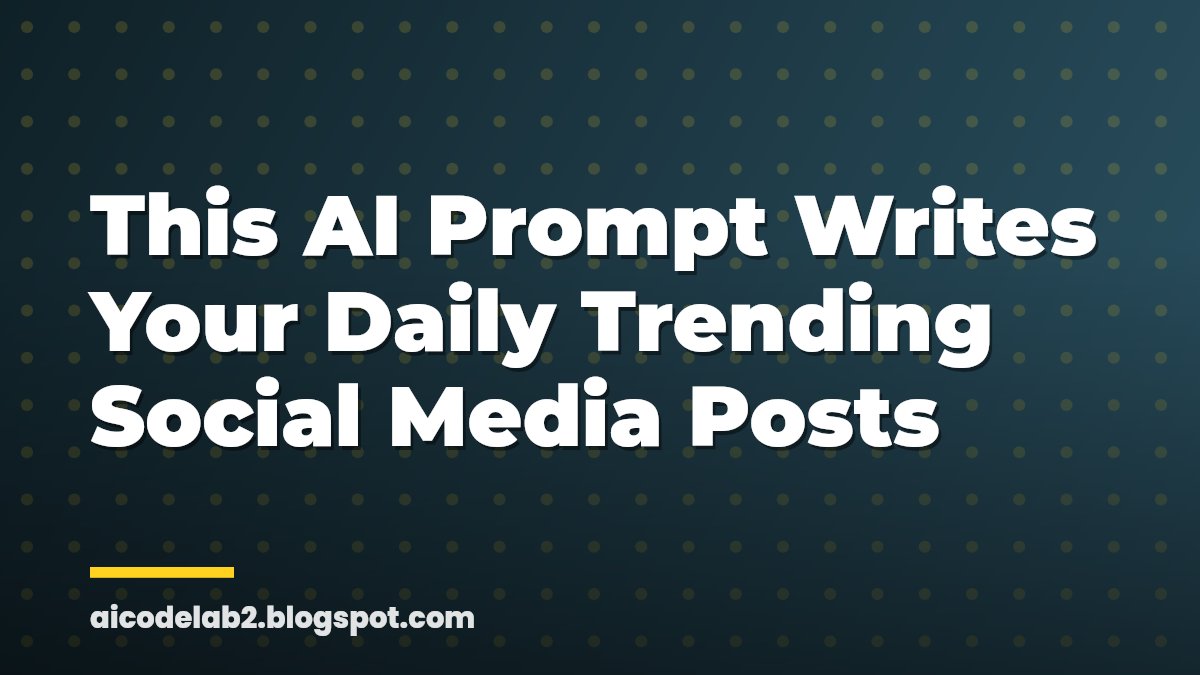 This AI Prompt Writes
Your Daily Trending
Social Media Posts
aicodelab2.blogspot.com